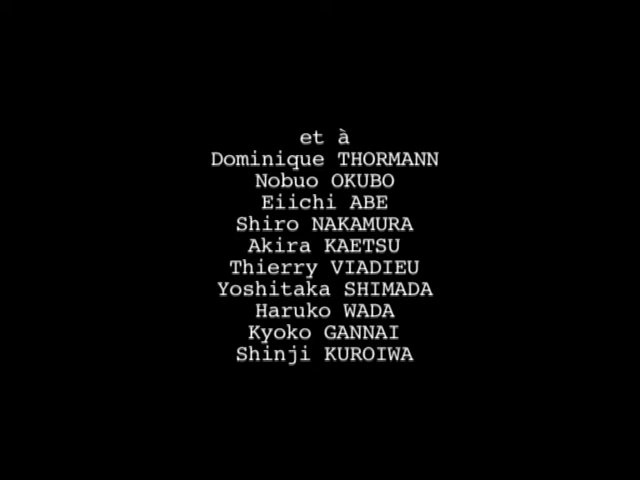 et à
Dominique THORMANN
Nobuo OKUBO
Eiichi ABE
Shiro NAKAMURA
Akira KAETSU
Thierry VIADIEU
Yoshitaka SHIMADA
Haruko WADA
Kyoko GANNAI
Shinji KUROIWA